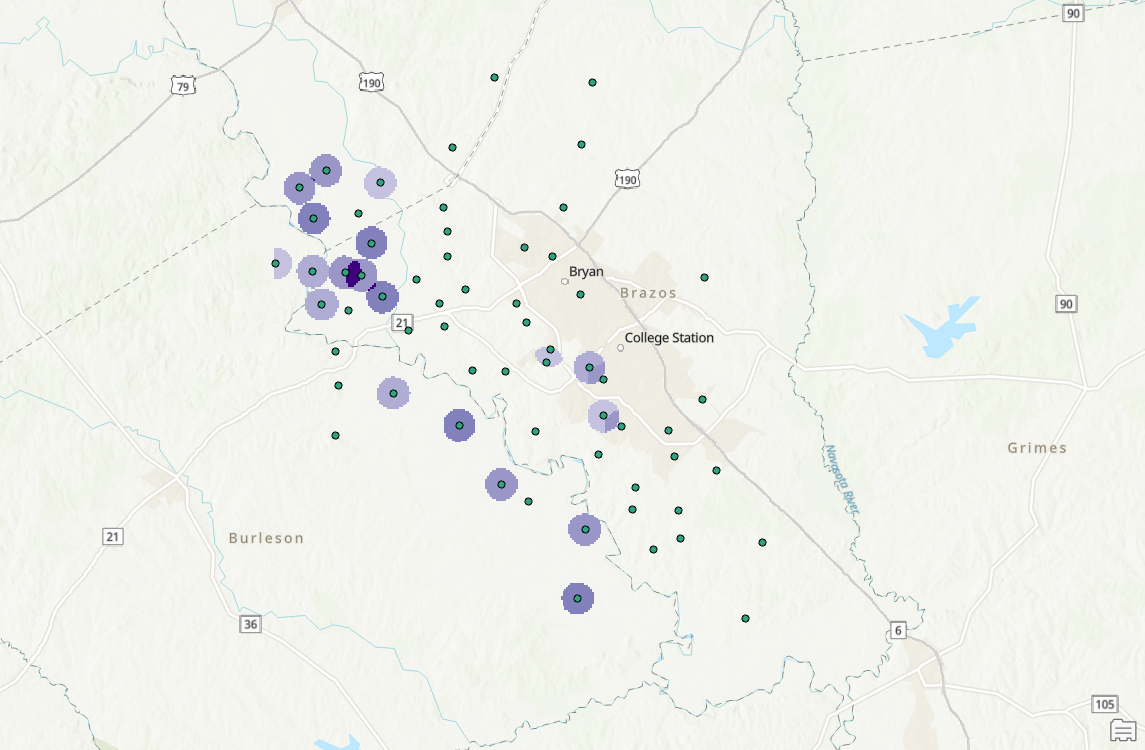 90
79
190
190
Bryan
Brazos
90
21
College Station
Grimes
Navasota River
21
Burleson
36
6
105